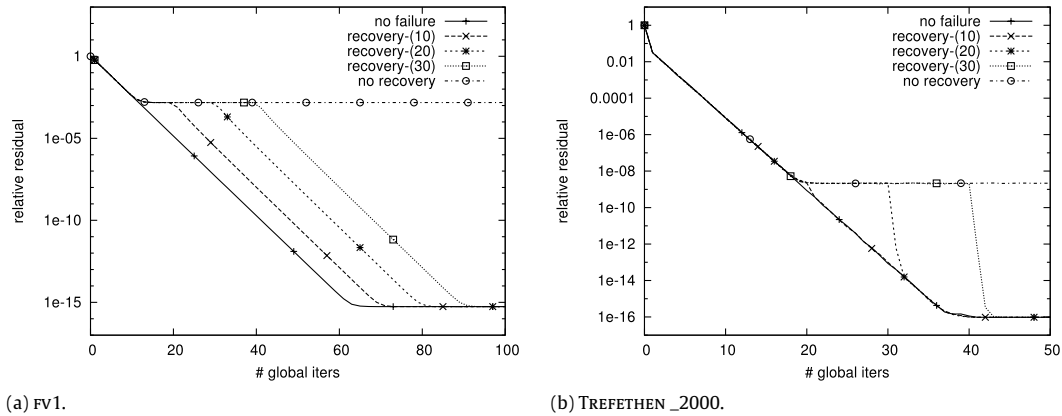 no failure
recovery-(10)
recovery-(20)
recovery-(30)
no recovery
1
1e-05
1e-10
1e-15
relative residual
0 20 40 60 80 100
# global iters
(a) FV1.
no failure
recovery-(10)
recovery-(20)
recovery-(30)
no recovery
1
0.01
0.0001
1e-06
1e-08
1e-10
1e-12
1e-14
1e-16
relative residual
0 10 20 30 40 50
# global iters
(b) TREFETHEN _2000.